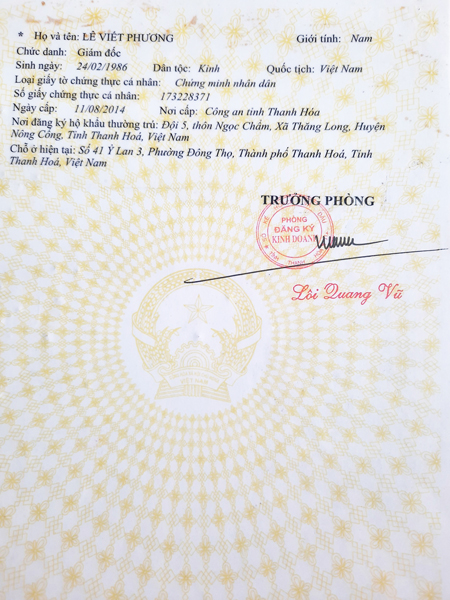 * Họ và tên: LÊ VIẾT PHƯƠNG Giới tính: Nam
Chức danh: Giám đốc
Sinh ngày: 24/02/1986 Dân tộc: Kinh Quốc tịch: Việt Nam
Loại giấy tờ chứng thực cá nhân: Chứng minh nhân dân
Số giấy chứng thực cá nhân: 173228371
Ngày cấp: 11/08/2014 Nơi cấp: Công an tỉnh Thanh Hóa
Nơi đăng ký hộ khẩu thường trú: Đội 5, thôn Ngọc Chẩm, Xã Thăng Long, Huyện
Nông Cống, Tỉnh Thanh Hoá, Việt Nam
Chỗ ở hiện tại: Số 41 Ỷ Lan 3, Phường Đông Thọ, Thành phố Thanh Hoá, Tỉnh
Thanh Hoá, Việt Nam
TRƯỞNG PHÒNG
PHÒNG
ĐĂNG KÝ
KINH DOANH
TỈNH THANH HÓA
Lôi Quang Vũ